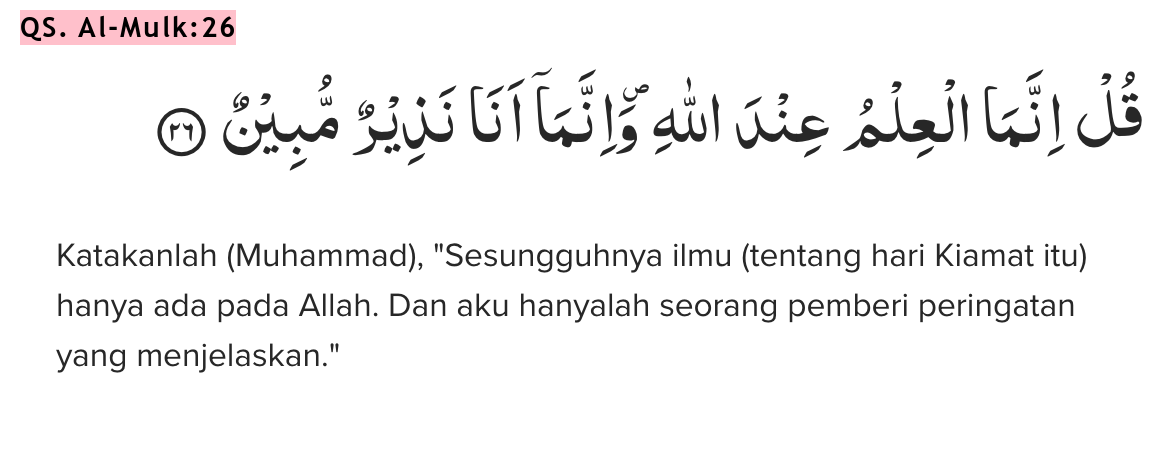 QS. Al-Mulk:26
قُلْ اِنَّمَا الْعِلْمُ عِنْدَ اللّٰهِ ۖوَاِنَّمَآ اَنَا۠ نَذِيْرٌ مُّبِيْنٌ ٢٦
Katakanlah (Muhammad), "Sesungguhnya ilmu (tentang hari Kiamat itu)
hanya ada pada Allah. Dan aku hanyalah seorang pemberi peringatan
yang menjelaskan."